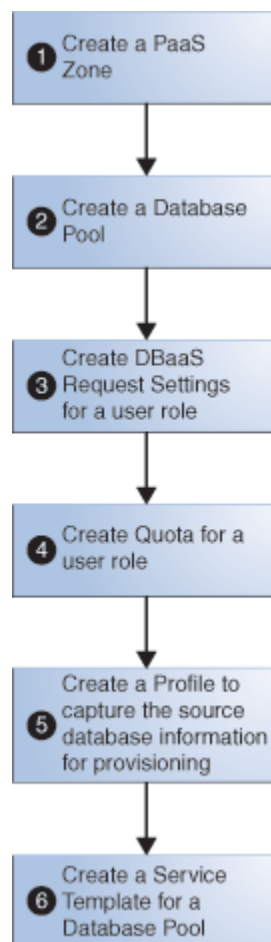 1 Create a PaaS
Zone
2 Create a Database
Pool
Create DBaaS
3 Request Settings
for a user role
4 Create Quota for a
user role
Create a Profile to
capture the source
5 database information
for provisioning
Create a Service
6 Template for a
Database Pool